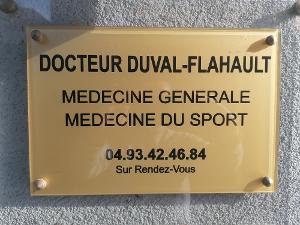 DOCTEUR DUVAL-FLAHAULT
MEDECINE GENERALE
MEDECINE DU SPORT
04.93.42.46.84
Sur Rendez-Vous